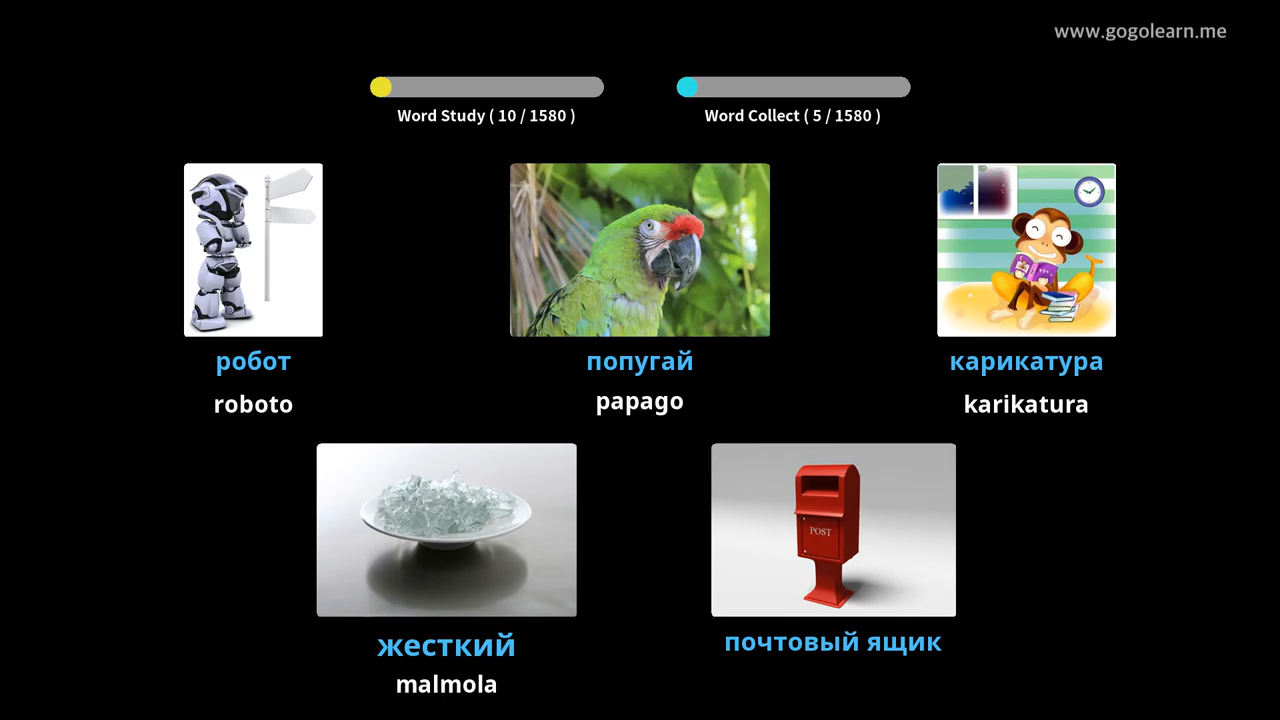 www.gogolearn.me
Word Study ( 10 / 1580 )
Word Collect ( 5 / 1580 )
робот
roboto
попугай
papago
карикатура
karikatura
POST
жесткий
malmola
почтовый ящик